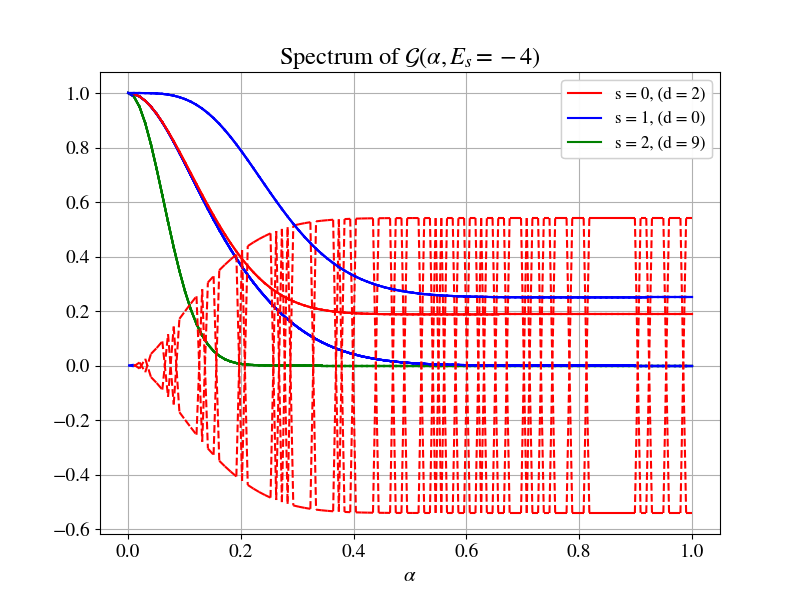 Spectrum of 𝒢(α, E_s = −4)
s = 0, (d = 2)
s = 1, (d = 0)
s = 2, (d = 9)
1.0
0.8
0.6
0.4
0.2
0.0
−0.2
−0.4
−0.6
0.0 0.2 0.4 0.6 0.8 1.0
α